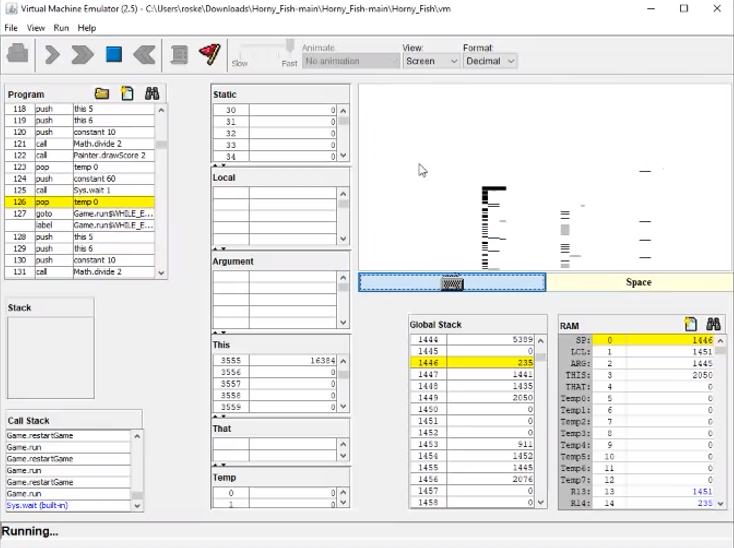 Virtual Machine Emulator (2.5) - C:\Users\roske\Downloads\Horny_Fish-main\Horny_Fish-main\Horny_Fish\vm
File View Run Help
Slow Fast
Animate:
No animation
View:
Screen
Format:
Decimal
Program
118 push this 5
119 push this 6
120 push constant 10
121 call Math.divide 2
122 call Painter.drawScore 2
123 pop temp 0
124 push constant 60
125 call Sys.wait 1
126 pop temp 0
127 goto Game.run$WHILE_E...
label Game.run$WHILE_E...
128 push this 5
129 push this 6
130 push constant 10
131 call Math.divide 2
Stack
Call Stack
Game.restartGame
Game.run
Game.restartGame
Game.run
Game.restartGame
Game.run
Sys.wait (built-in)
Static
30 0
31 0
32 0
33 0
34 0
Local
Argument
This
3555 16384
3556 0
3557 0
3558 0
3559 0
That
Temp
0 0
1 0
Space
Global Stack
1444 5389
1445 0
1446 235
1447 1441
1448 1435
1449 2050
1450 0
1451 0
1452 0
1453 911
1454 1452
1455 1445
1456 2076
1457 0
1458 0
RAM
SP: 0 1446
LCL: 1 1451
ARG: 2 1445
THIS: 3 2050
THAT: 4 0
Temp0: 5 0
Temp1: 6 0
Temp2: 7 0
Temp3: 8 0
Temp4: 9 0
Temp5: 10 0
Temp6: 11 0
Temp7: 12 0
R13: 13 1451
R14: 14 235
Running...